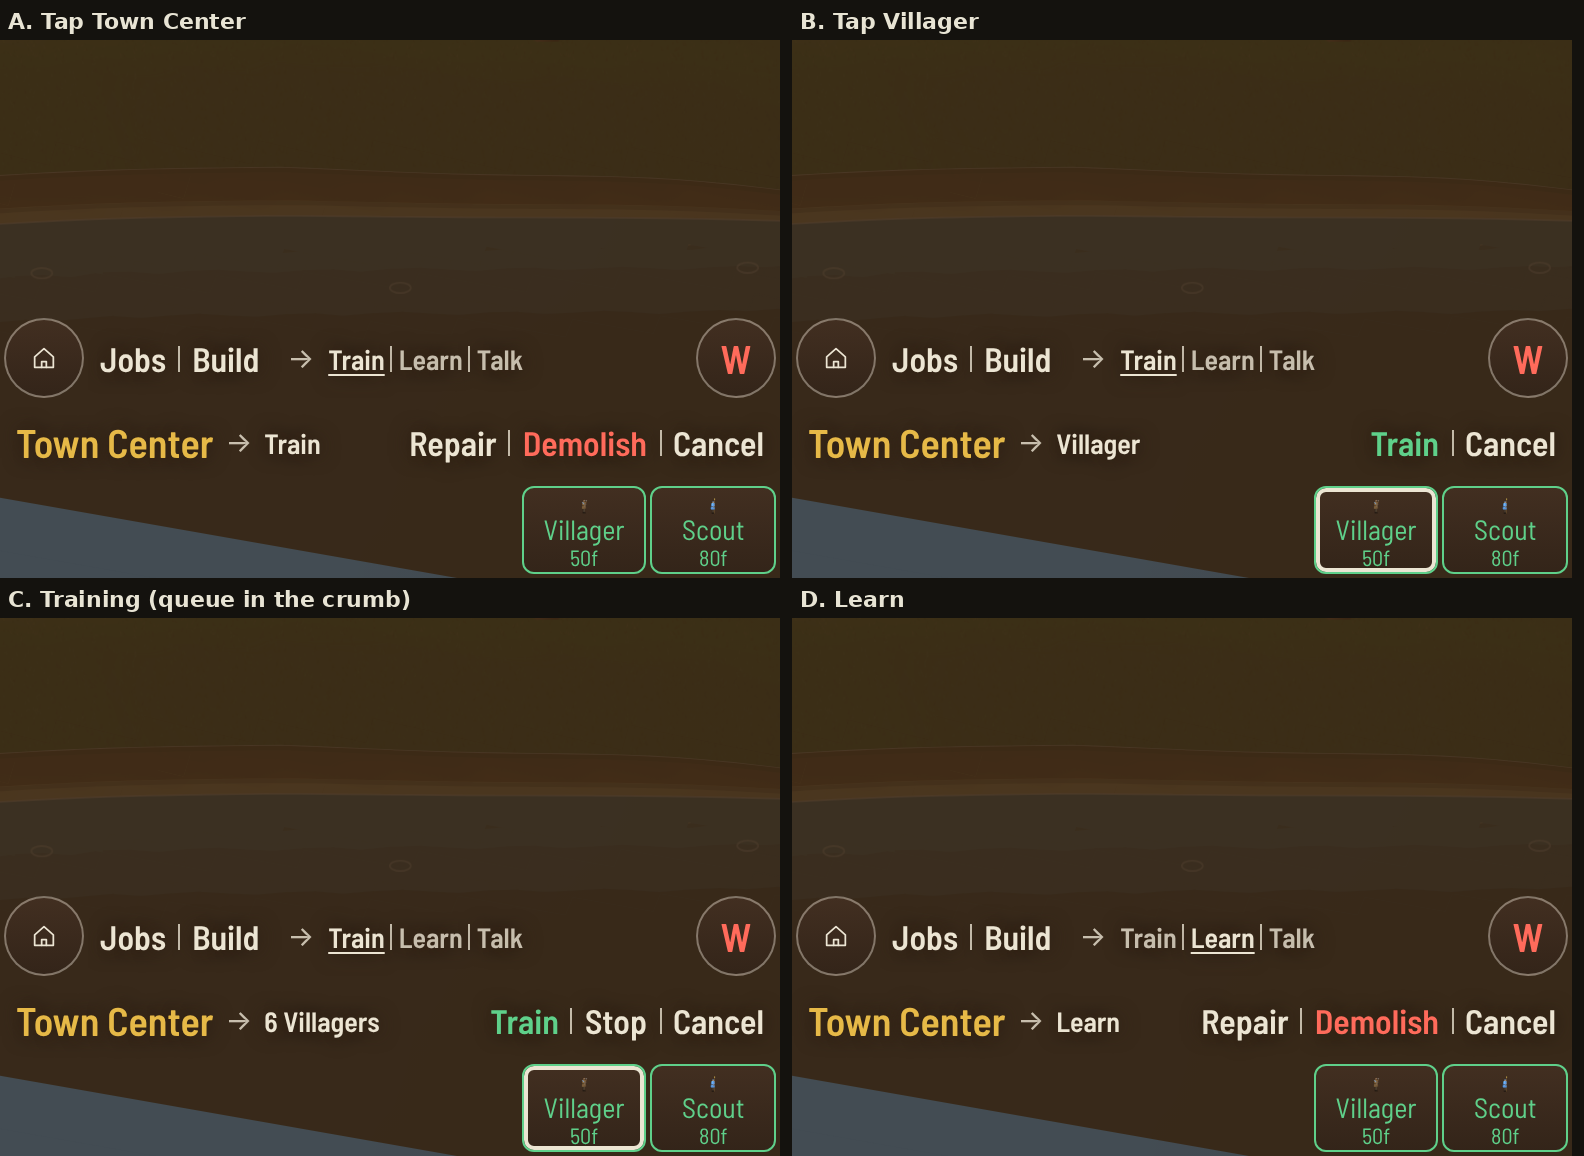 A. Tap Town Center
Jobs | Build → Train | Learn | Talk W
Town Center → Train Repair | Demolish | Cancel
Villager Scout
50f 80f
B. Tap Villager
Jobs | Build → Train | Learn | Talk W
Town Center → Villager Train | Cancel
Villager Scout
50f 80f
C. Training (queue in the crumb)
Jobs | Build → Train | Learn | Talk W
Town Center → 6 Villagers Train | Stop | Cancel
Villager Scout
50f 80f
D. Learn
Jobs | Build → Train | Learn | Talk W
Town Center → Learn Repair | Demolish | Cancel
Villager Scout
50f 80f